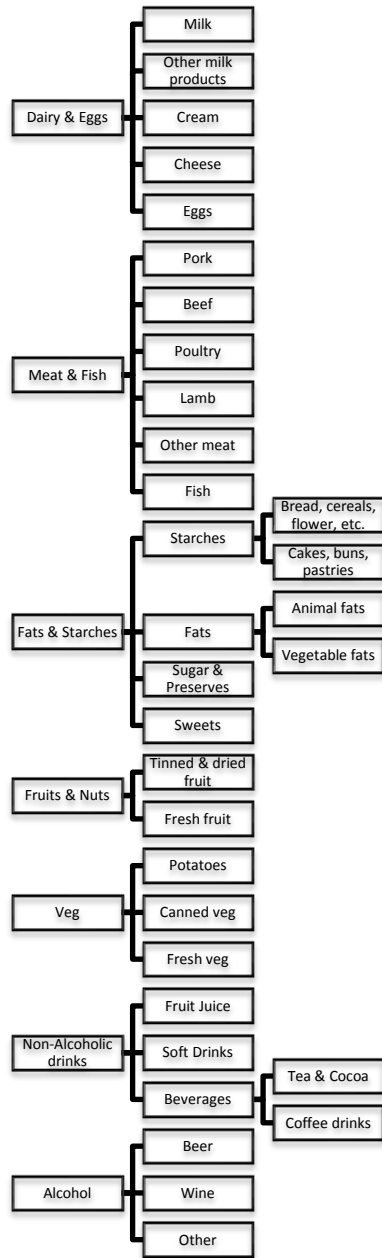 Dairy & Eggs
Milk
Other milk
products
Cream
Cheese
Eggs
Meat & Fish
Pork
Beef
Poultry
Lamb
Other meat
Fish
Fats & Starches
Starches
Bread, cereals,
flower, etc.
Cakes, buns,
pastries
Fats
Animal fats
Vegetable fats
Sugar &
Preserves
Sweets
Fruits & Nuts
Tinned & dried
fruit
Fresh fruit
Veg
Potatoes
Canned veg
Fresh veg
Non-Alcoholic
drinks
Fruit Juice
Soft Drinks
Beverages
Tea & Cocoa
Coffee drinks
Alcohol
Beer
Wine
Other